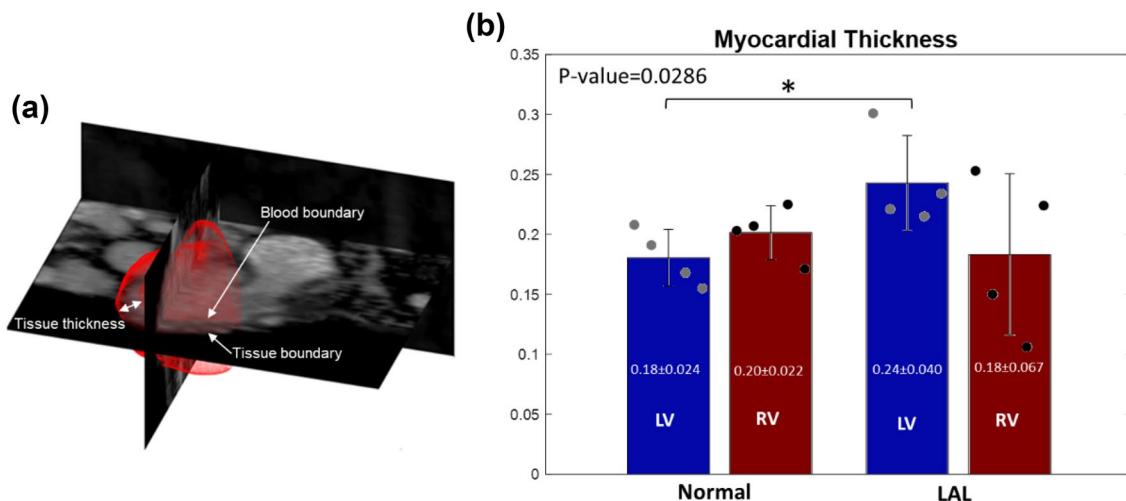 (a)
Blood boundary
Tissue thickness
Tissue boundary
(b)
Myocardial Thickness
P-value=0.0286
*
0.35
0.3
0.25
0.2
0.15
0.1
0.05
0
0.18±0.024
LV
0.20±0.022
RV
0.24±0.040
LV
0.18±0.067
RV
Normal
LAL